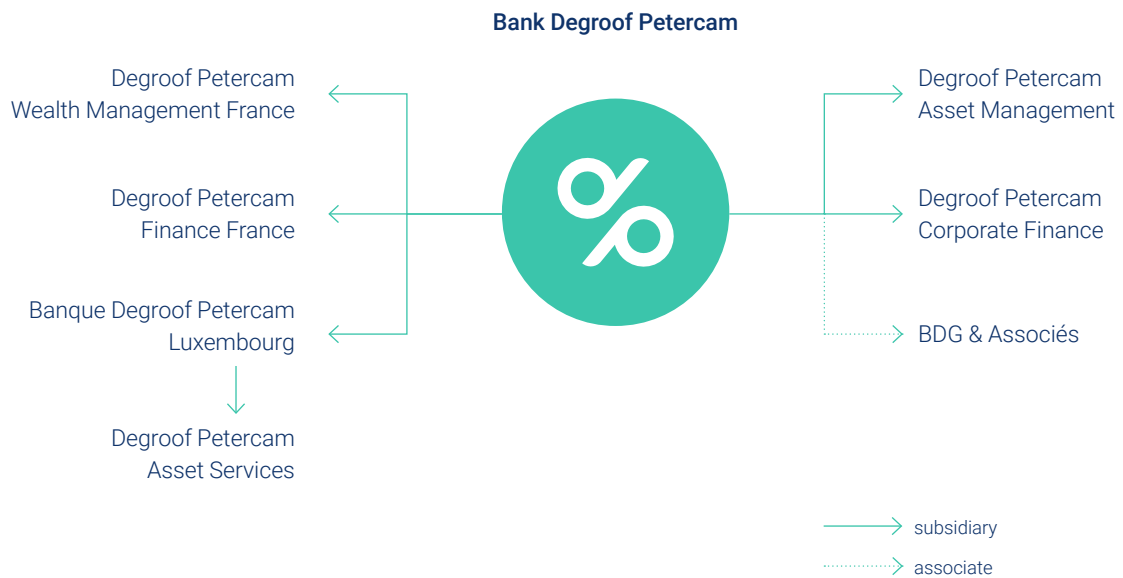 Bank Degroof Petercam
Degroof Petercam
Wealth Management France
Degroof Petercam
Finance France
Banque Degroof Petercam
Luxembourg
Degroof Petercam
Asset Services
Degroof Petercam
Asset Management
Degroof Petercam
Corporate Finance
BDG & Associés
subsidiary
associate